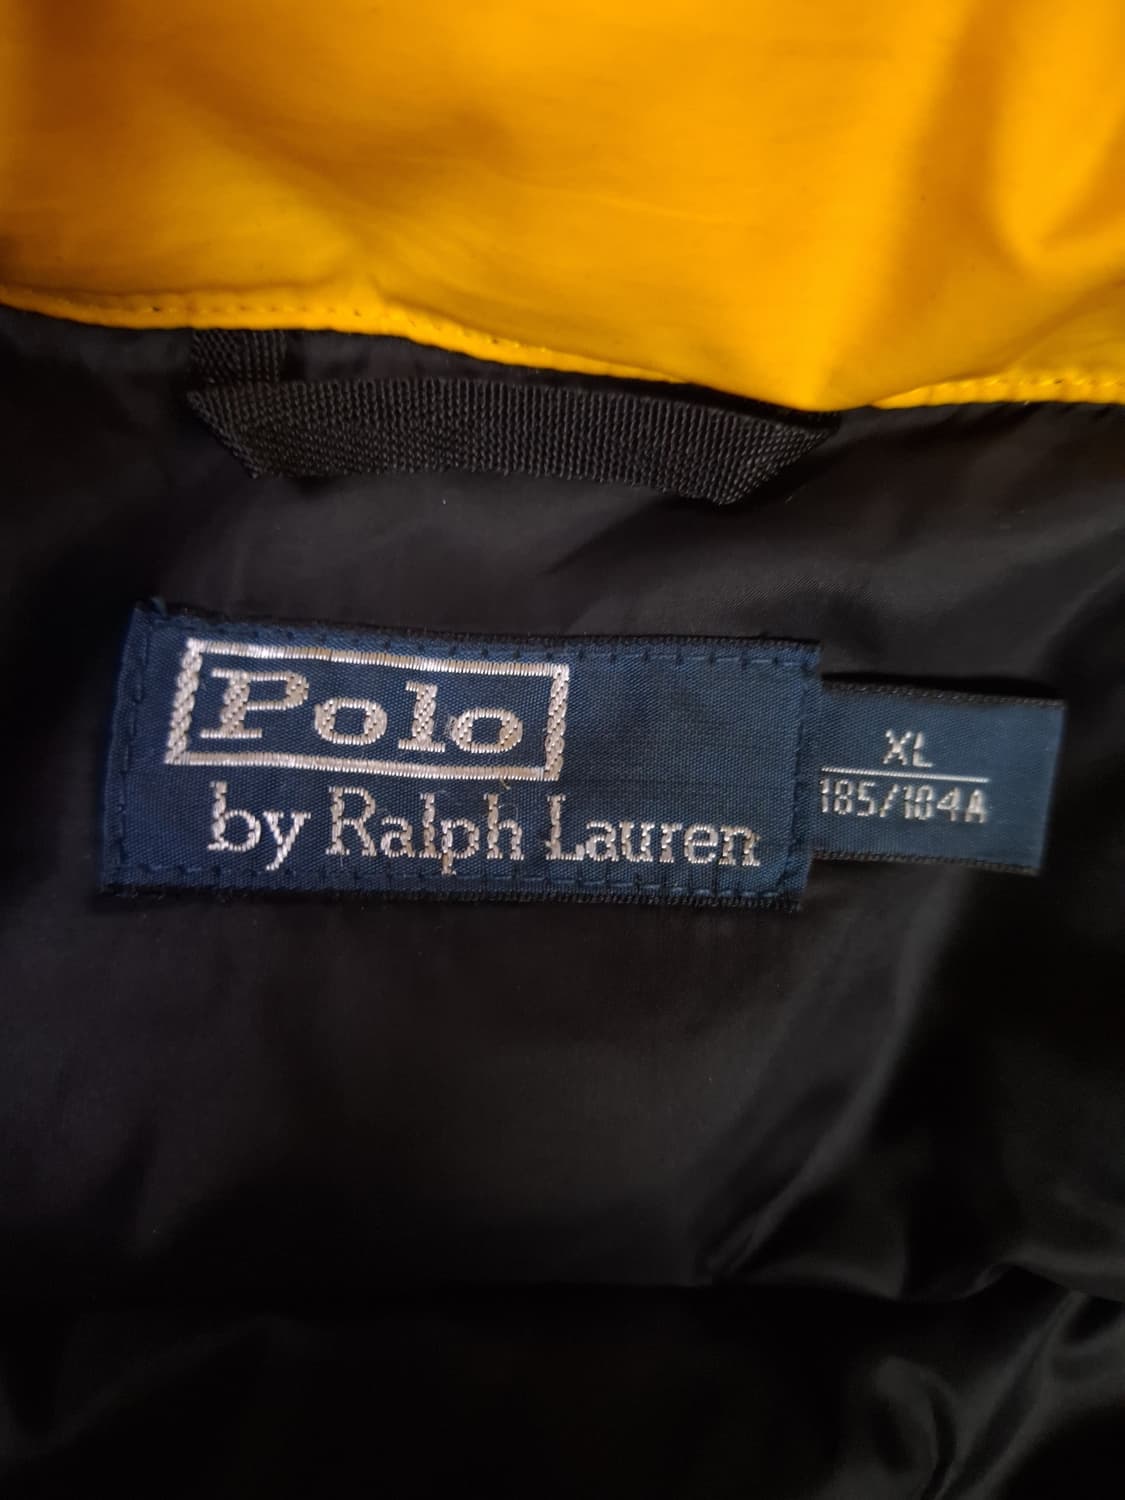 Polo
by Ralph Lauren
XL
185/104A